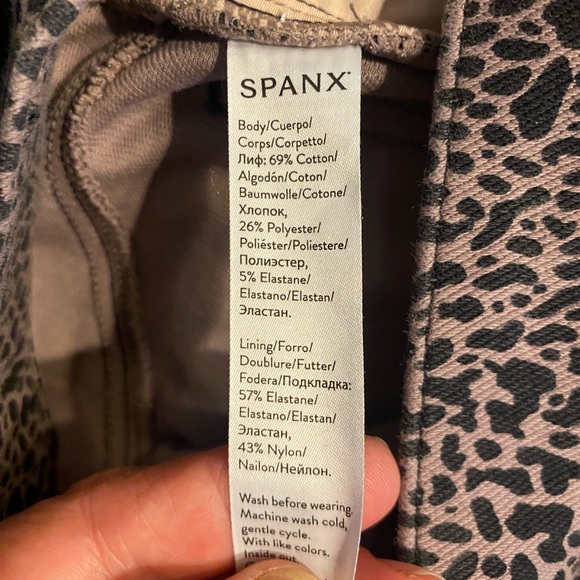 SPANX
Body/Cuerpo/
Corps/Corpetto/
Лиф: 69% Cotton/
Algodón/Coton/
Baumwolle/Cotone/
Хлопок,
26% Polyester/
Poliéster/Poliestere/
Полиэстер,
5% Elastane/
Elastano/Elastan/
Эластан.
Lining/Forro/
Doublure/Futter/
Fodera/Подкладка:
57% Elastane/
Elastano/Elastan/
Эластан,
43% Nylon/
Nailon/Нейлон.
Wash before wearing.
Machine wash cold,
gentle cycle.
With like colors.
Inside out.